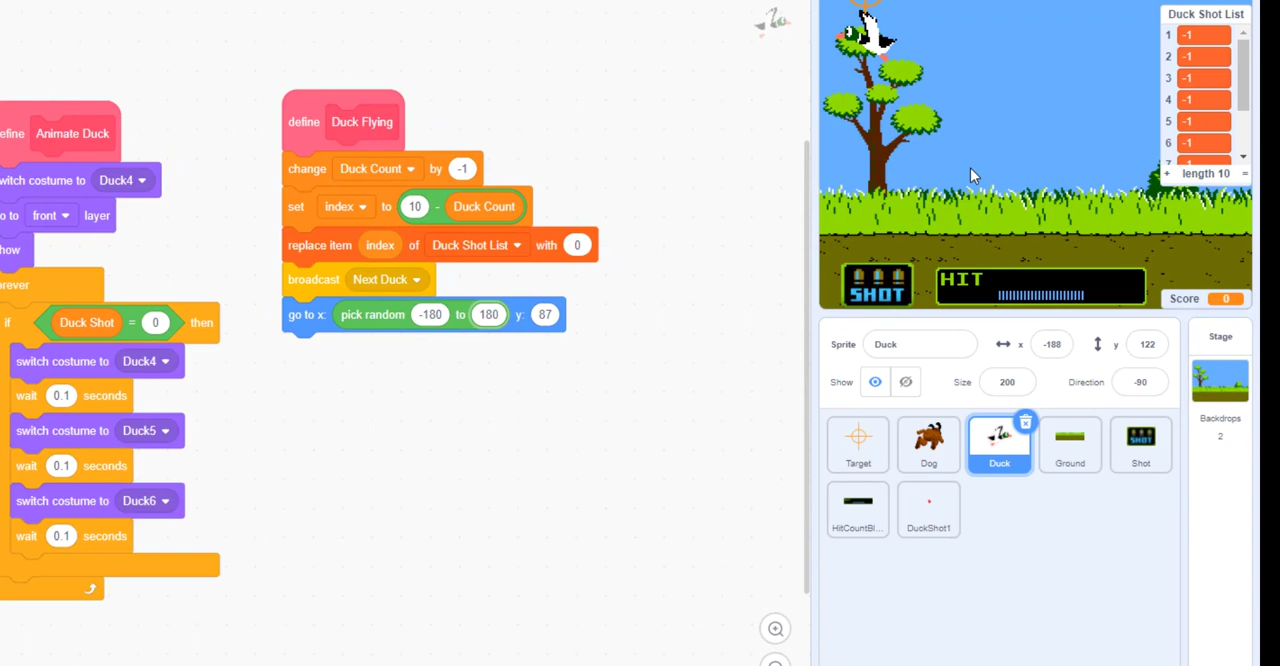 efine Animate Duck
witch costume to Duck4
o to front layer
how
orever
if Duck Shot = 0 then
switch costume to Duck4
wait 0.1 seconds
switch costume to Duck5
wait 0.1 seconds
switch costume to Duck6
wait 0.1 seconds
define Duck Flying
change Duck Count by -1
set index to 10 - Duck Count
replace item index of Duck Shot List with 0
broadcast Next Duck
go to x: pick random -180 to 180 y: 87
Duck Shot List
1 -1
2 -1
3 -1
4 -1
5 -1
6 -1
+ length 10 =
SHOT
HIT
Score 0
Sprite Duck x -188 y 122
Show Size 200 Direction -90
Target
Dog
Duck
Ground
Shot
HitCountBl...
DuckShot1
Stage
Backdrops
2